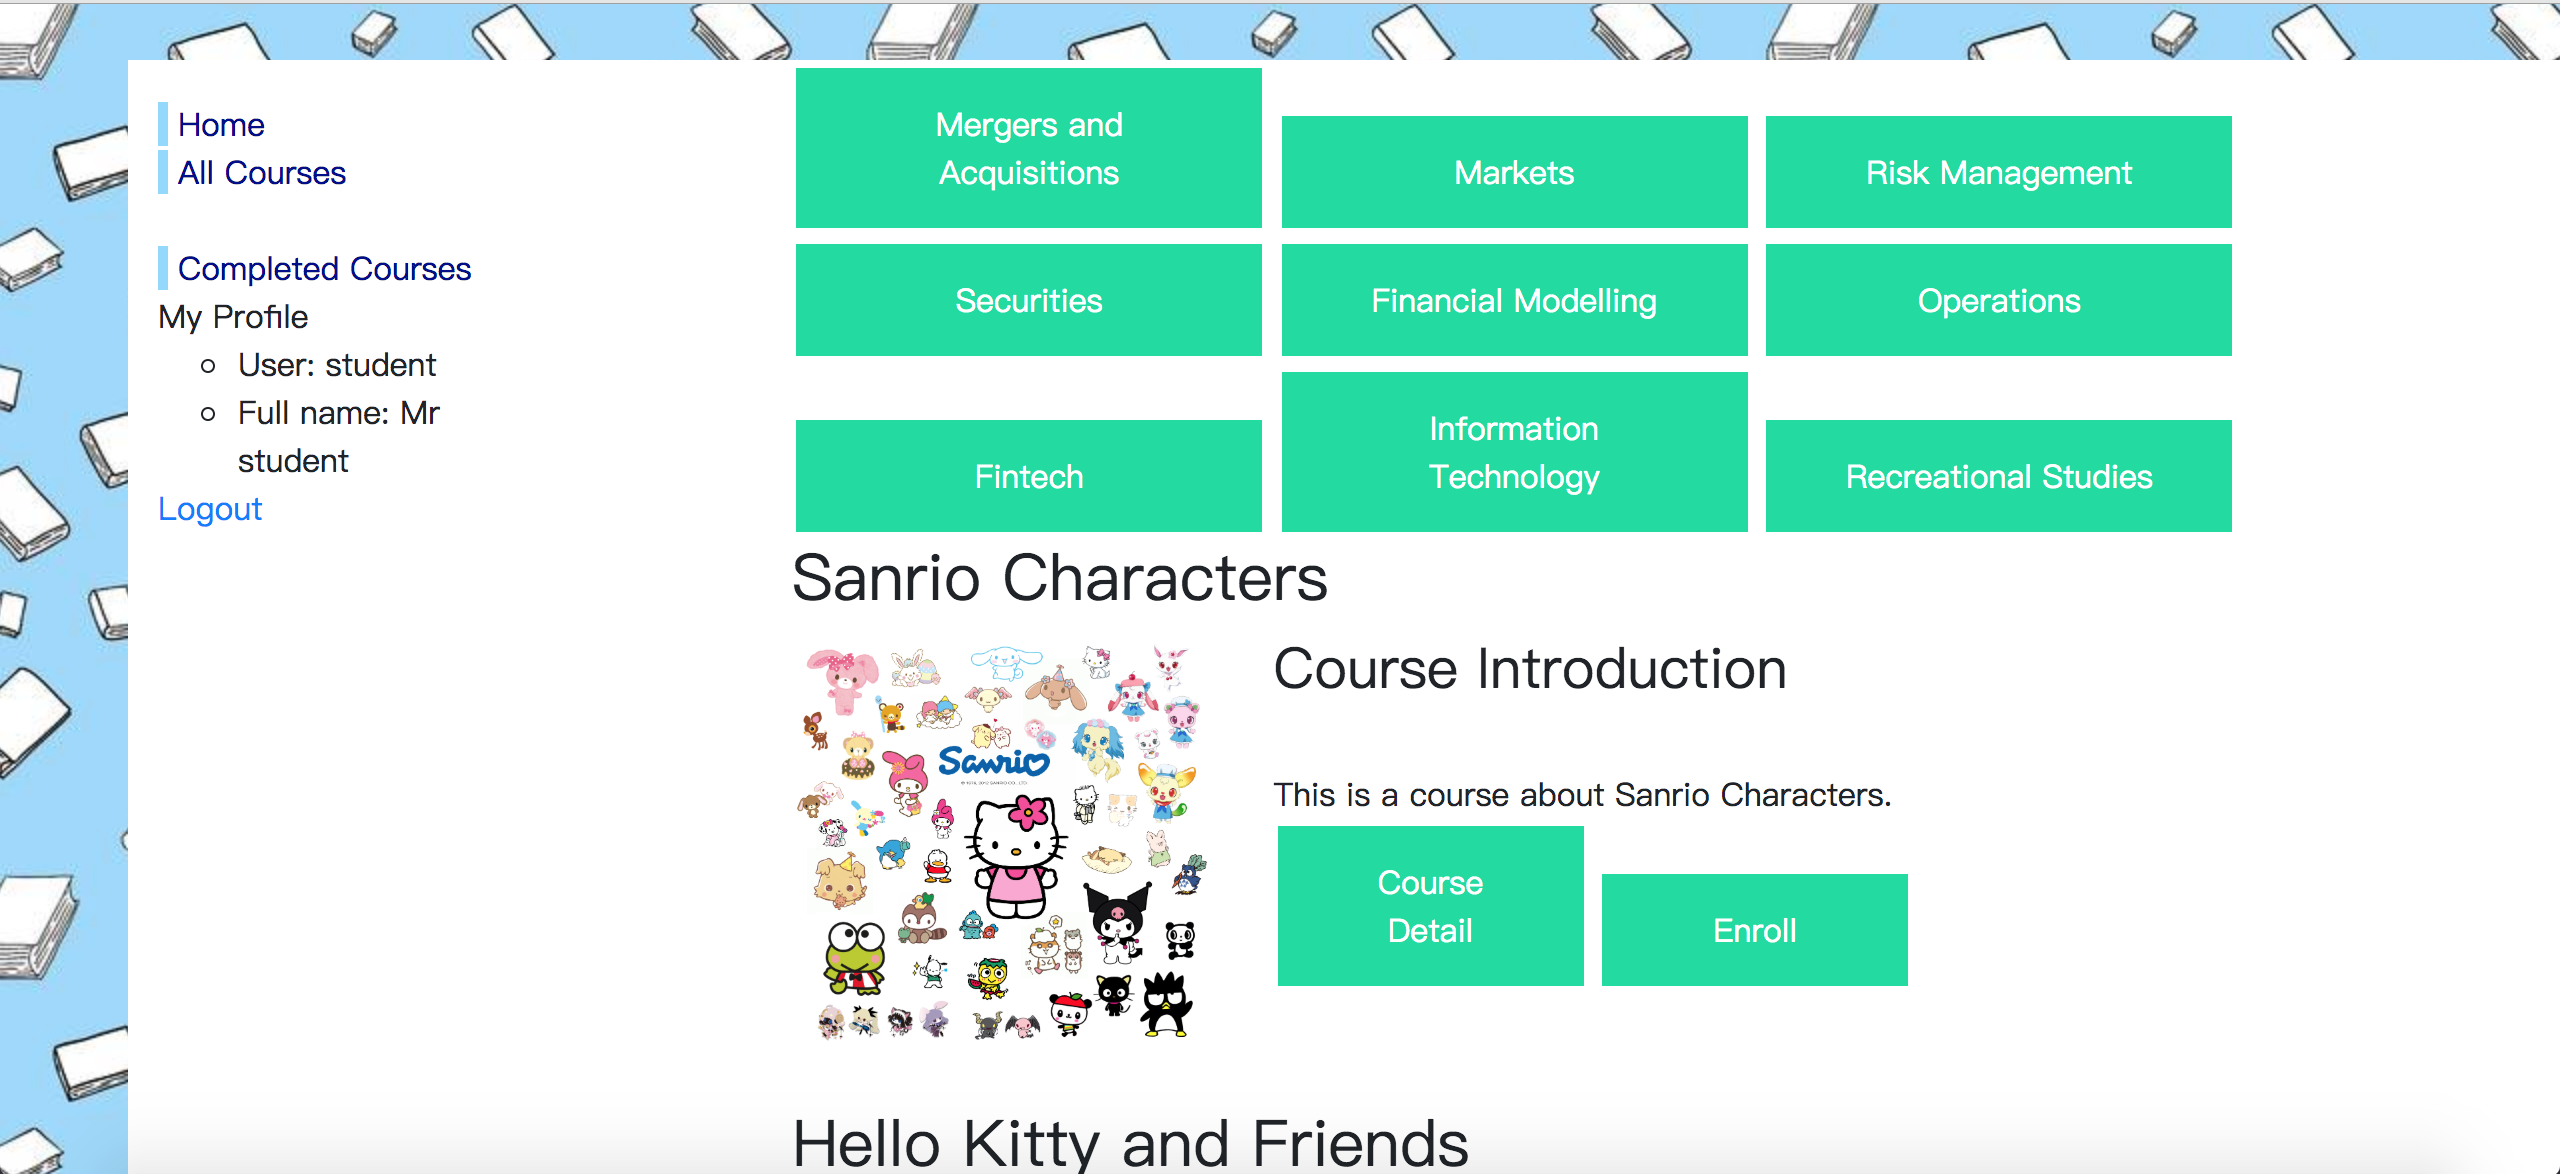 Home
All Courses
Completed Courses
My Profile
User: student
Full name: Mr
student
Logout
Mergers and
Acquisitions
Markets
Risk Management
Securities
Financial Modelling
Operations
Fintech
Information
Technology
Recreational Studies
Sanrio Characters
Sanrio
Course Introduction
This is a course about Sanrio Characters.
Course
Detail
Enroll
Hello Kitty and Friends